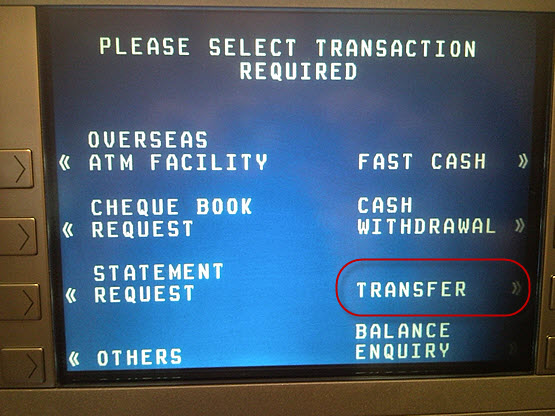 PLEASE SELECT TRANSACTION
REQUIRED
OVERSEAS
« ATM FACILITY
FAST CASH »
CHEQUE BOOK
« REQUEST
CASH
WITHDRAWAL »
STATEMENT
« REQUEST
TRANSFER »
« OTHERS
BALANCE
ENQUIRY »